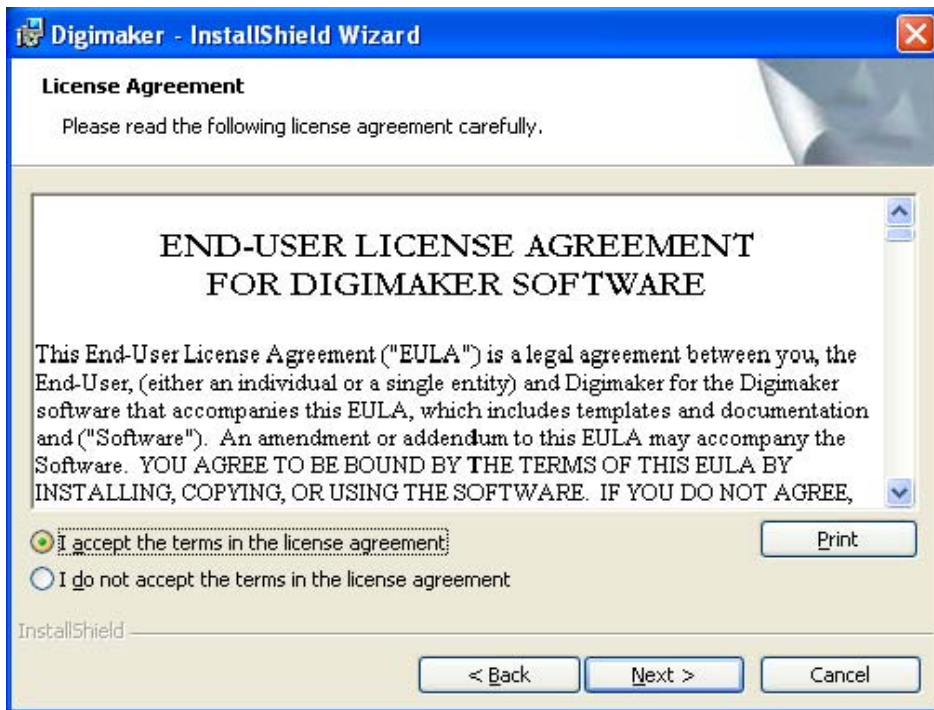 Digimaker - InstallShield Wizard
License Agreement
Please read the following license agreement carefully.
END-USER LICENSE AGREEMENT
FOR DIGIMAKER SOFTWARE
This End-User License Agreement ("EULA") is a legal agreement between you, the
End-User, (either an individual or a single entity) and Digimaker for the Digimaker
software that accompanies this EULA, which includes templates and documentation
and ("Software").  An amendment or addendum to this EULA may accompany the
Software.  YOU AGREE TO BE BOUND BY THE TERMS OF THIS EULA BY
INSTALLING, COPYING, OR USING THE SOFTWARE.  IF YOU DO NOT AGREE,
I accept the terms in the license agreement
Print
I do not accept the terms in the license agreement
InstallShield
< Back
Next >
Cancel